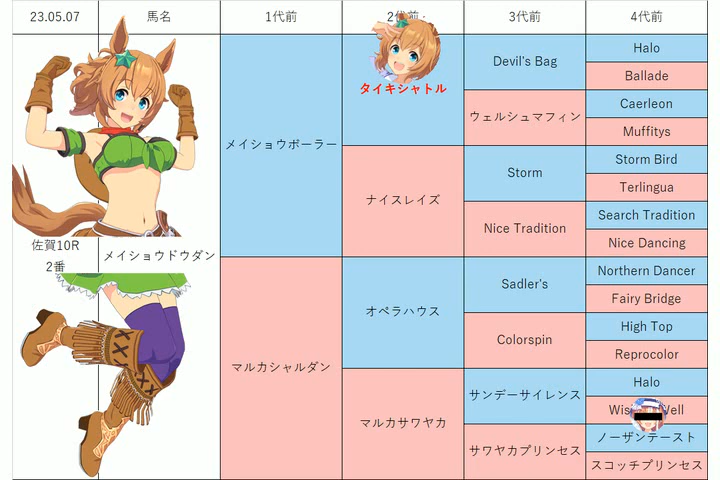 23.05.07 馬名 1代前 2代前 3代前 4代前
佐賀10R
2番
メイショウドウダン
メイショウボーラー
マルカシャルダン
タイキシャトル
ナイスレイズ
オペラハウス
マルカサワヤカ
Devil's Bag
ウェルシュマフィン
Storm
Nice Tradition
Sadler's
Colorspin
サンデーサイレンス
サワヤカプリンセス
Halo
Ballade
Caerleon
Muffitys
Storm Bird
Terlingua
Search Tradition
Nice Dancing
Northern Dancer
Fairy Bridge
High Top
Reprocolor
Halo
ノーザンテースト
スコッチプリンセス